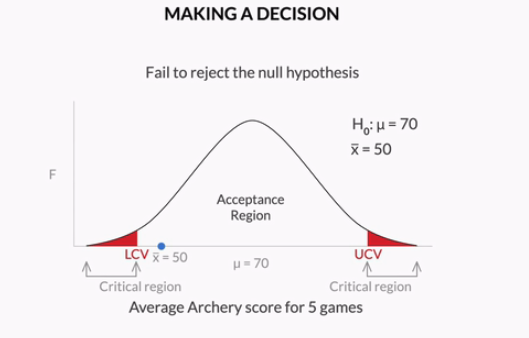 MAKING A DECISION
Fail to reject the null hypothesis
H₀: μ = 70
x̅ = 50
F
Acceptance
Region
LCV x̅ = 50
μ = 70
UCV
Critical region
Critical region
Average Archery score for 5 games